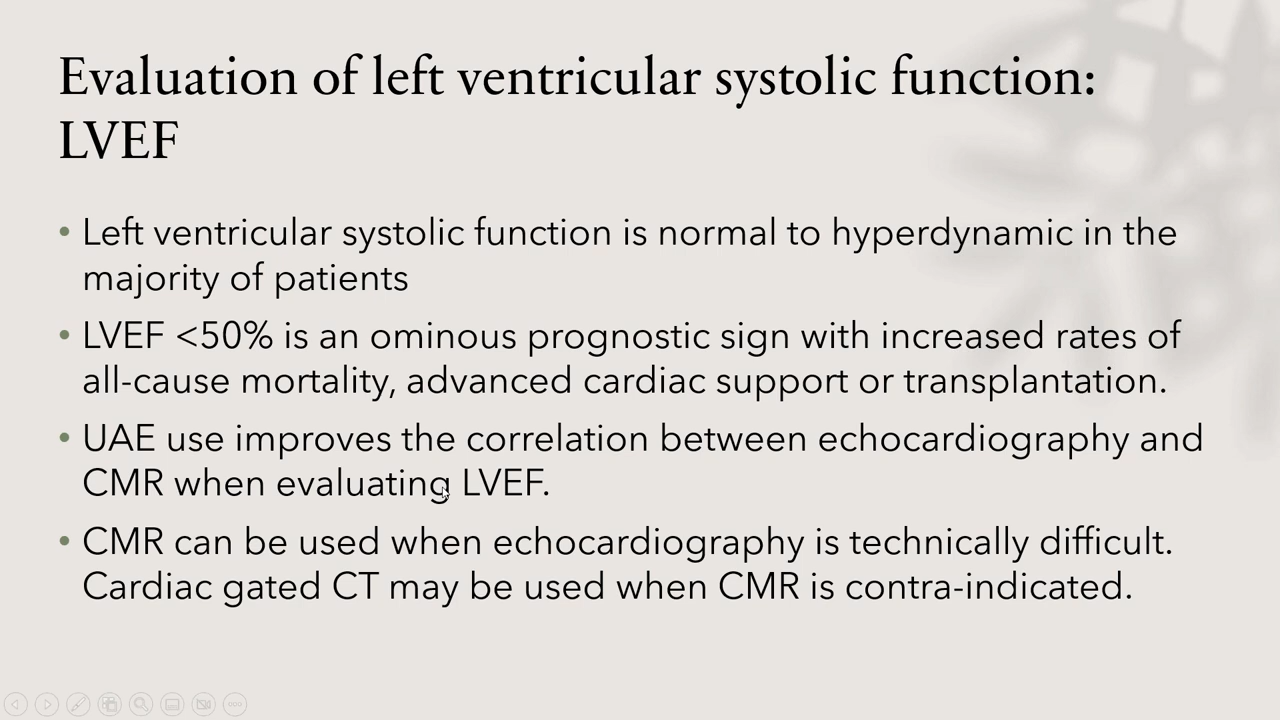 Evaluation of left ventricular systolic function:
LVEF
• Left ventricular systolic function is normal to hyperdynamic in the
majority of patients
• LVEF <50% is an ominous prognostic sign with increased rates of
all-cause mortality, advanced cardiac support or transplantation.
• UAE use improves the correlation between echocardiography and
CMR when evaluating LVEF.
• CMR can be used when echocardiography is technically difficult.
Cardiac gated CT may be used when CMR is contra-indicated.